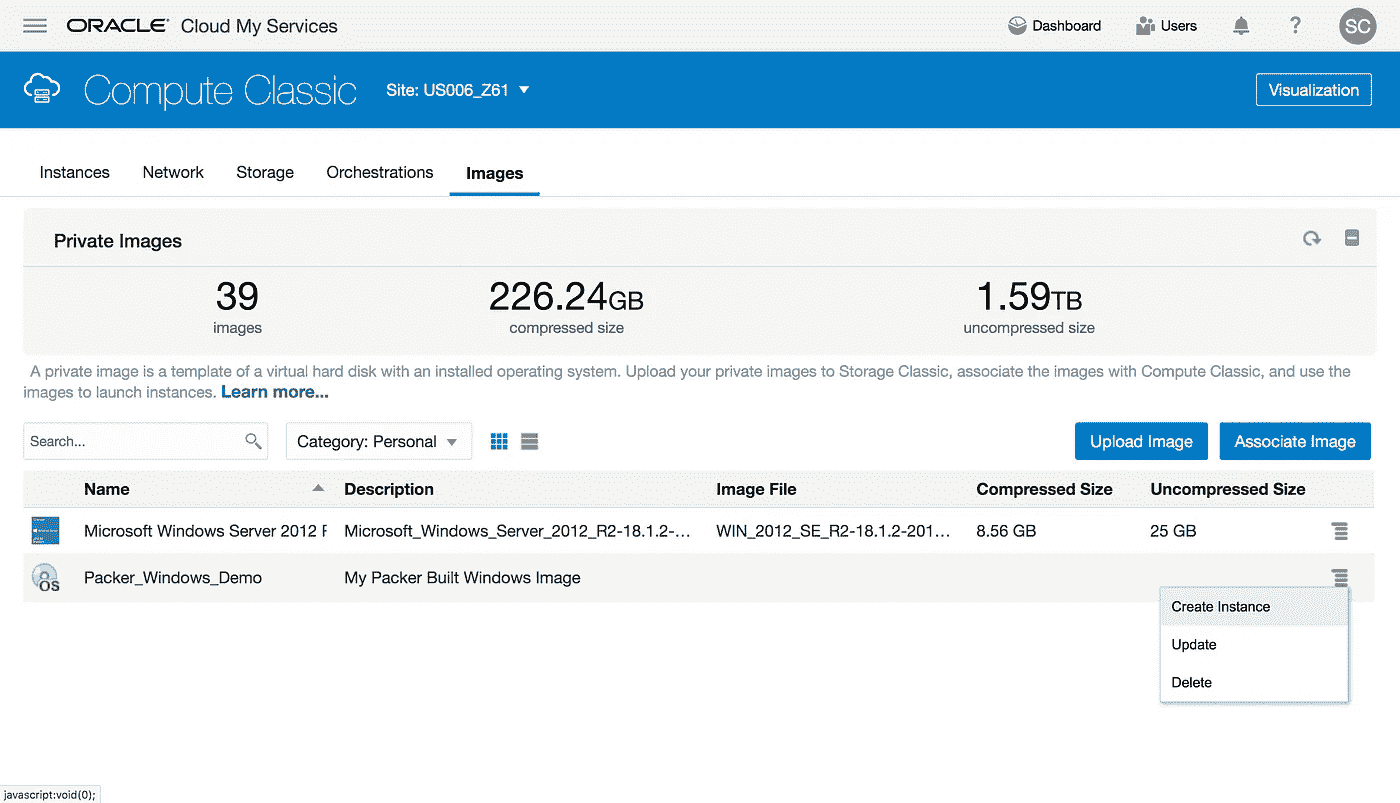 ORACLE Cloud My Services
Dashboard
Users
?
SC
Compute Classic
Site: US006_Z61
Visualization
Instances
Network
Storage
Orchestrations
Images
Private Images
39
226.24GB
1.59TB
images
compressed size
uncompressed size
A private image is a template of a virtual hard disk with an installed operating system. Upload your private images to Storage Classic, associate the images with Compute Classic, and use the
images to launch instances. Learn more...
Search...
Category: Personal
Upload Image
Associate Image
Name
Description
Image File
Compressed Size
Uncompressed Size
Microsoft Windows Server 2012
Microsoft_Windows_Server_2012_R2-18.1.2-...
WIN_2012_SE_R2-18.1.2-201...
8.56 GB
25 GB
OS
Packer_Windows_Demo
My Packer Built Windows Image
Create Instance
Update
Delete
javascript:void(0);